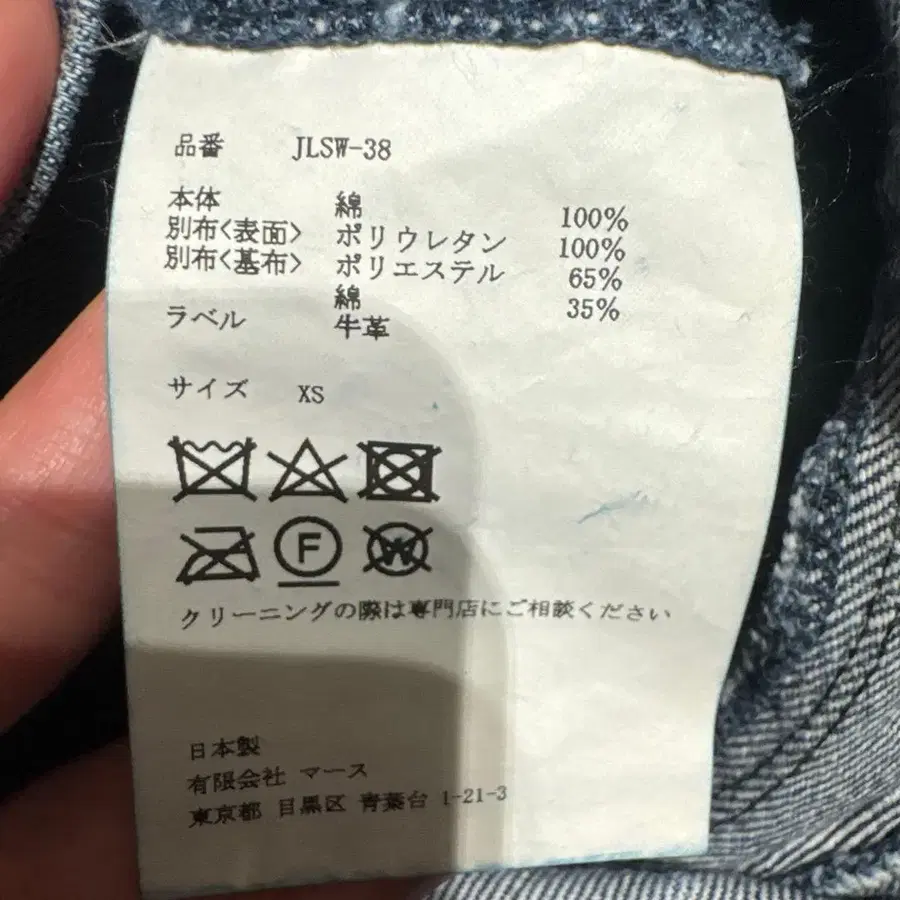 品番 JLSW-38
本体 綿 100%
別布<表面> ポリウレタン 100%
別布<基布> ポリエステル 65%
綿 35%
ラベル 牛革
サイズ XS
F
W
クリーニングの際は専門店にご相談ください
日本製
有限会社 マース
東京都 目黒区 青葉台 1-21-3